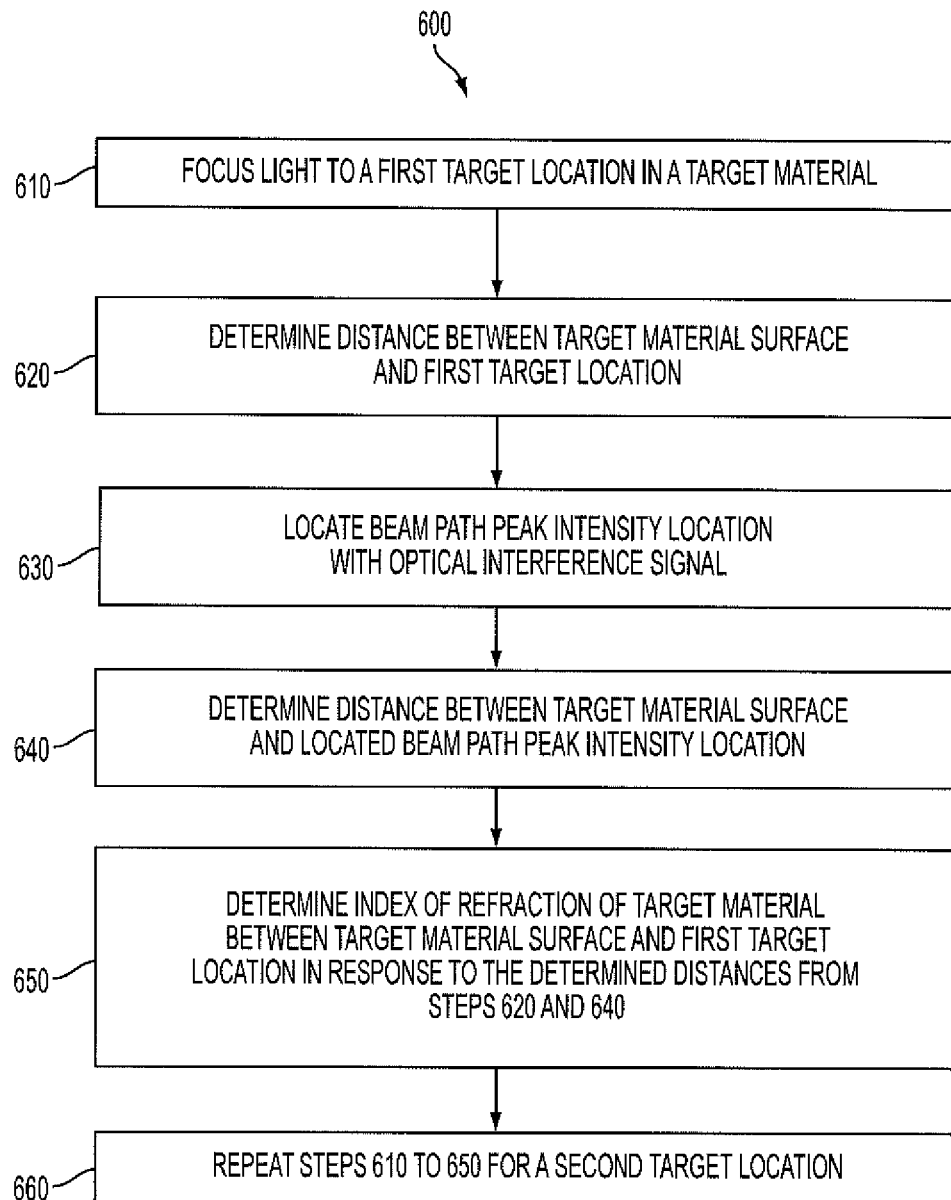 600
610
FOCUS LIGHT TO A FIRST TARGET LOCATION IN A TARGET MATERIAL
620
DETERMINE DISTANCE BETWEEN TARGET MATERIAL SURFACE
AND FIRST TARGET LOCATION
630
LOCATE BEAM PATH PEAK INTENSITY LOCATION
WITH OPTICAL INTERFERENCE SIGNAL
640
DETERMINE DISTANCE BETWEEN TARGET MATERIAL SURFACE
AND LOCATED BEAM PATH PEAK INTENSITY LOCATION
650
DETERMINE INDEX OF REFRACTION OF TARGET MATERIAL
BETWEEN TARGET MATERIAL SURFACE AND FIRST TARGET
LOCATION IN RESPONSE TO THE DETERMINED DISTANCES FROM
STEPS 620 AND 640
660
REPEAT STEPS 610 TO 650 FOR A SECOND TARGET LOCATION